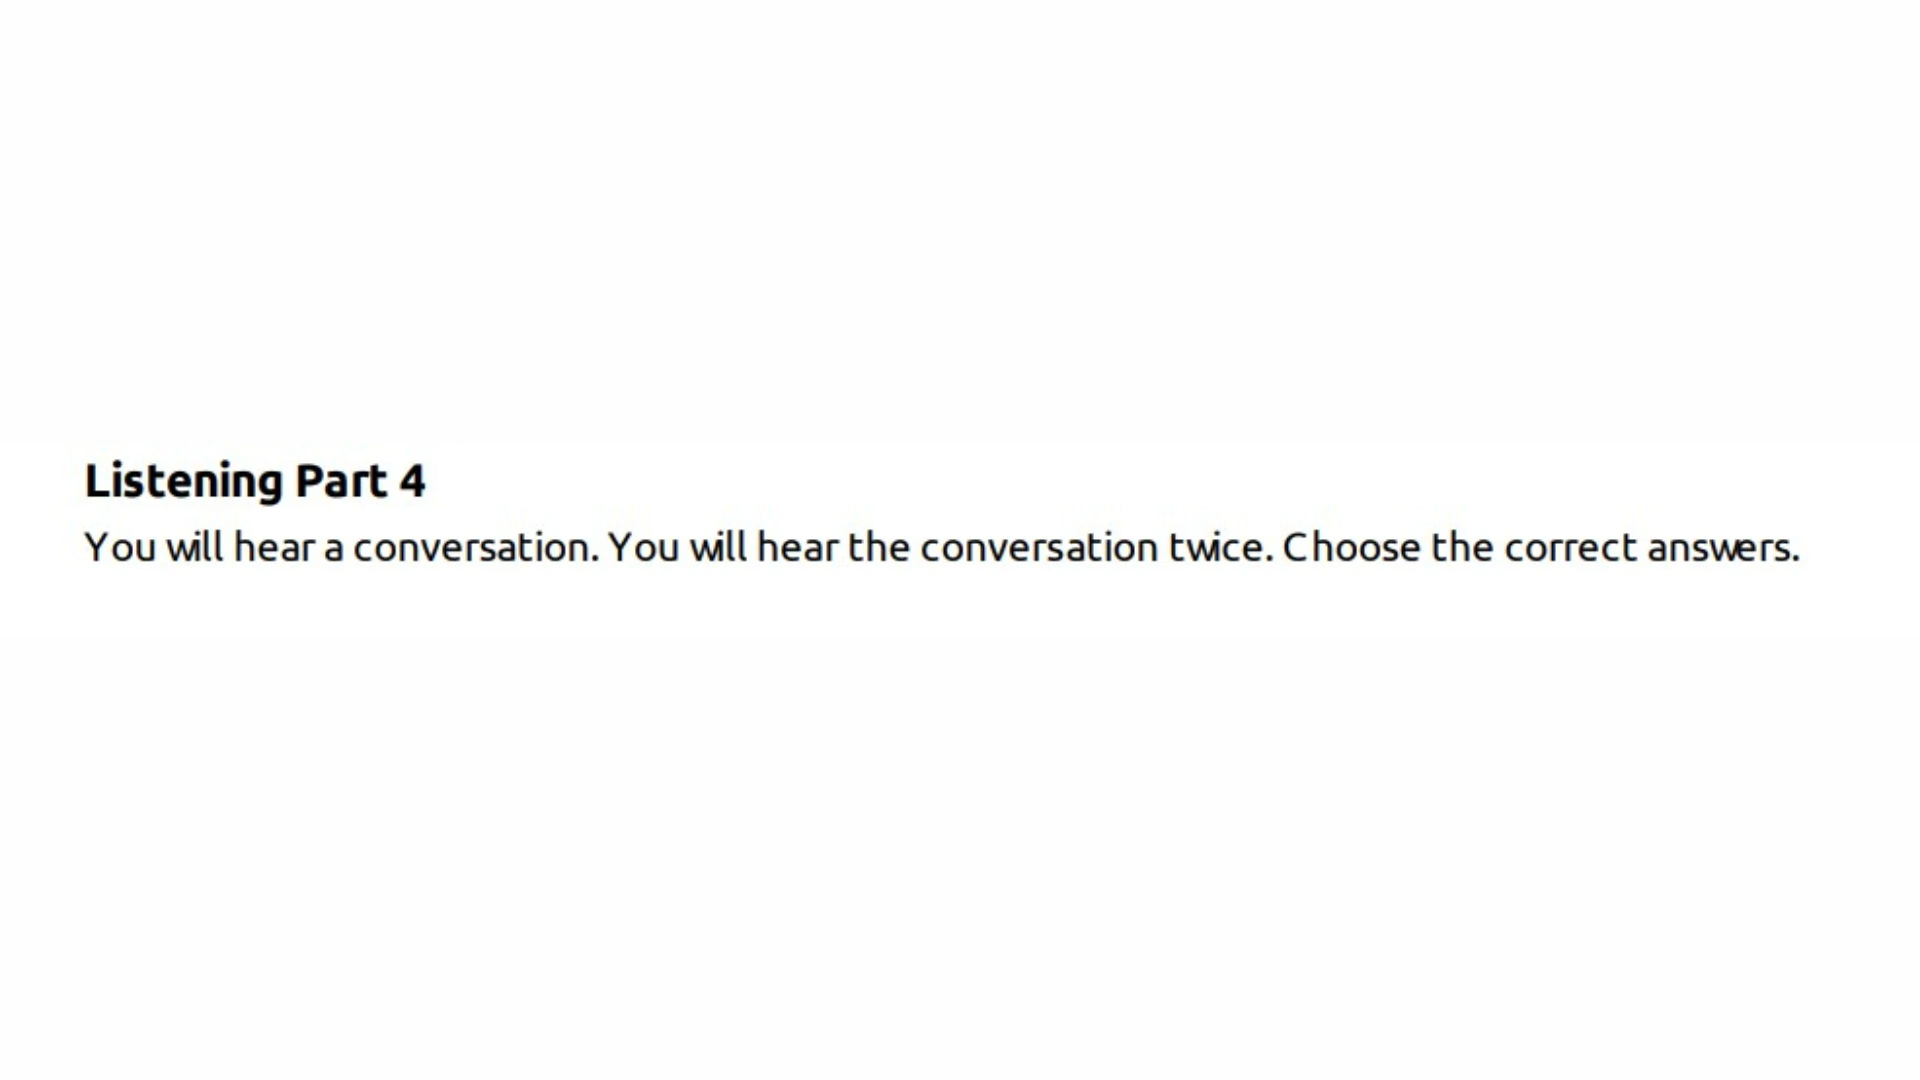 Listening Part 4
You will hear a conversation. You will hear the conversation twice. Choose the correct answers.